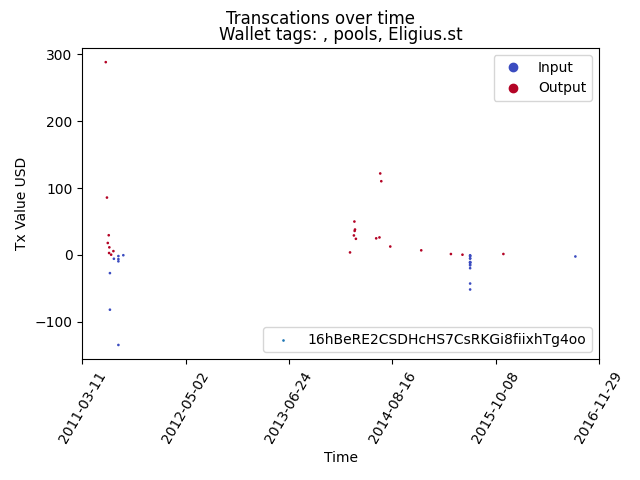 Transcations over time
Wallet tags: , pools, Eligius.st
Input
Output
300
200
100
0
−100
Tx Value USD
16hBeRE2CSDHcHS7CsRKGi8fiixhTg4oo
2011-03-11
2012-05-02
2013-06-24
2014-08-16
2015-10-08
2016-11-29
Time